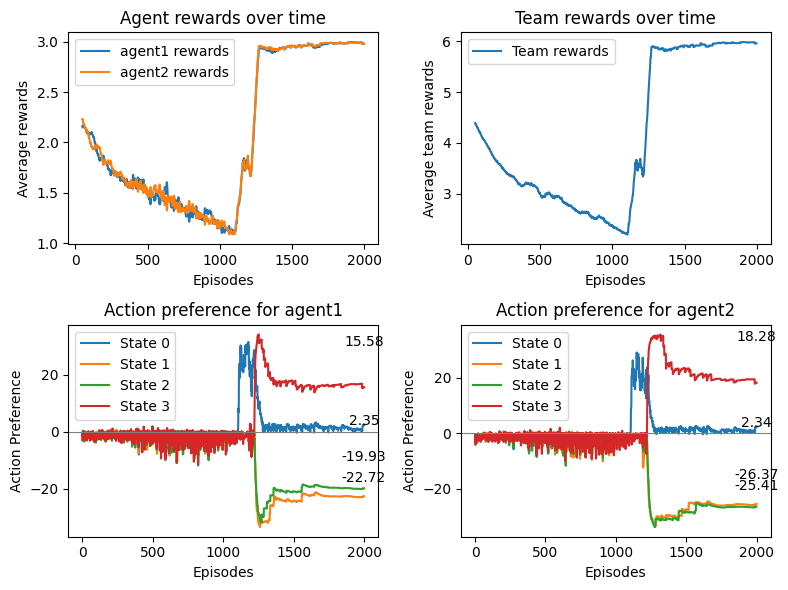 Agent rewards over time
3.0
2.5
2.0
1.5
1.0
Average rewards
agent1 rewards
agent2 rewards
0 500 1000 1500 2000
Episodes
Team rewards over time
6
5
4
3
Average team rewards
Team rewards
0 500 1000 1500 2000
Episodes
Action preference for agent1
20
0
−20
Action Preference
State 0
State 1
State 2
State 3
15.58
2.35
-19.93
-22.72
0 500 1000 1500 2000
Episodes
Action preference for agent2
20
0
−20
Action Preference
State 0
State 1
State 2
State 3
18.28
2.34
-26.37
-25.41
0 500 1000 1500 2000
Episodes